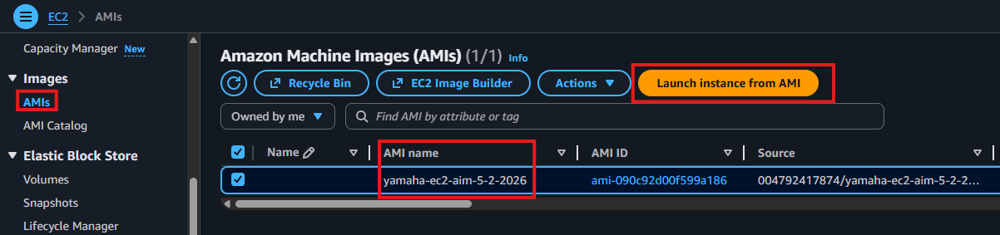 EC2 > AMIs
Capacity Manager New
Images
AMIs
AMI Catalog
Elastic Block Store
Volumes
Snapshots
Lifecycle Manager
Amazon Machine Images (AMIs) (1/1) Info
Recycle Bin EC2 Image Builder Actions Launch instance from AMI
Owned by me Find AMI by attribute or tag
Name AMI name AMI ID Source
yamaha-ec2-aim-5-2-2026 ami-090c92d00f599a186 004792417874/yamaha-ec2-aim-5-2-2...